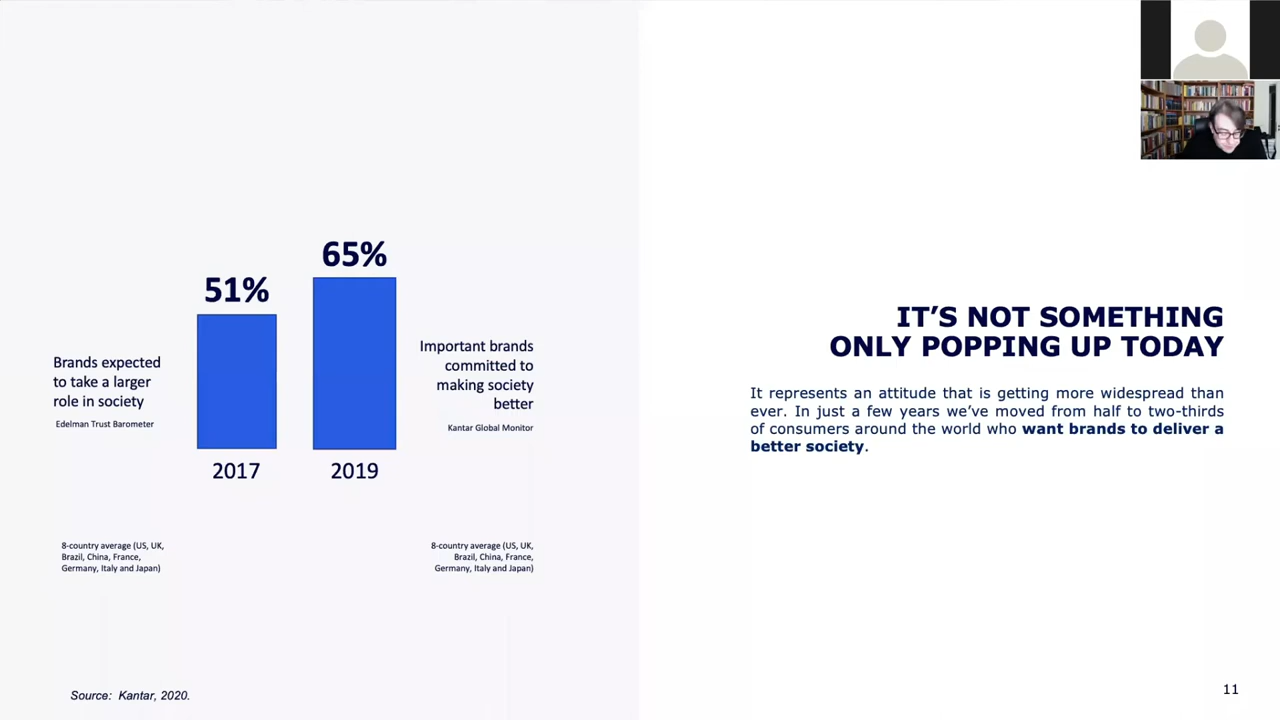 51%
65%
Brands expected
to take a larger
role in society
Edelman Trust Barometer
Important brands
committed to
making society
better
Kantar Global Monitor
2017
2019
8-country average (US, UK,
Brazil, China, France,
Germany, Italy and Japan)
8-country average (US, UK,
Brazil, China, France,
Germany, Italy and Japan)
Source: Kantar, 2020.
IT’S NOT SOMETHING
ONLY POPPING UP TODAY
It represents an attitude that is getting more widespread than
ever. In just a few years we’ve moved from half to two-thirds
of consumers around the world who want brands to deliver a
better society.
11